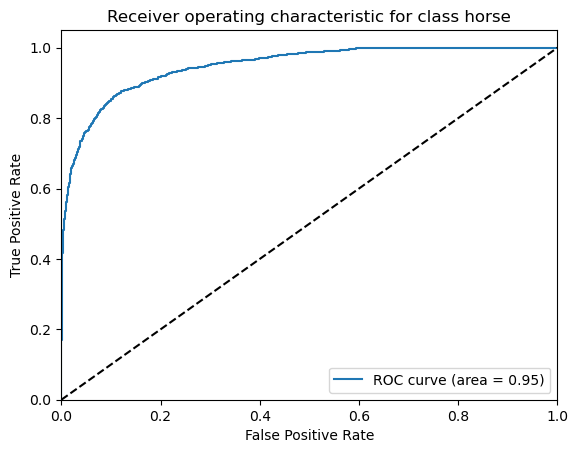 Receiver operating characteristic for class horse
1.0
0.8
0.6
0.4
0.2
0.0
True Positive Rate
ROC curve (area = 0.95)
0.0 0.2 0.4 0.6 0.8 1.0
False Positive Rate